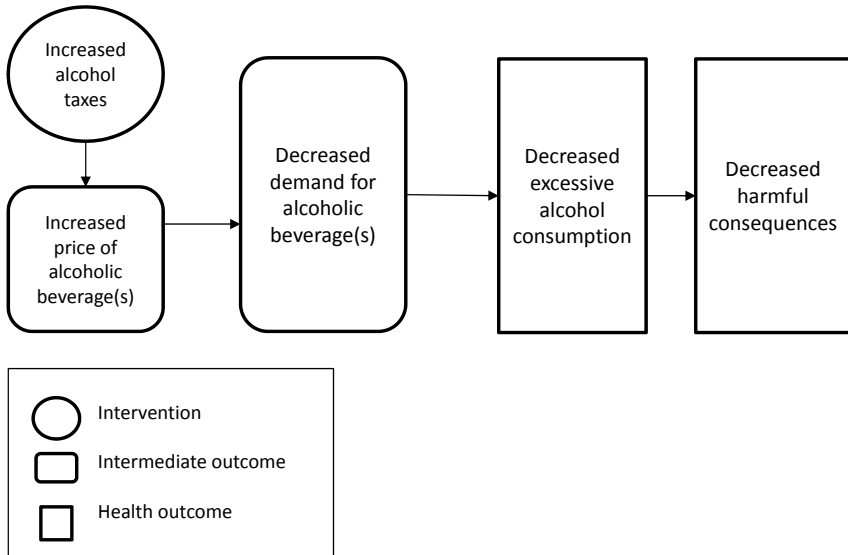 Increased
alcohol
taxes
Increased
price of
alcoholic
beverage(s)
Decreased
demand for
alcoholic
beverage(s)
Decreased
excessive
alcohol
consumption
Decreased
harmful
consequences
Intervention
Intermediate outcome
Health outcome